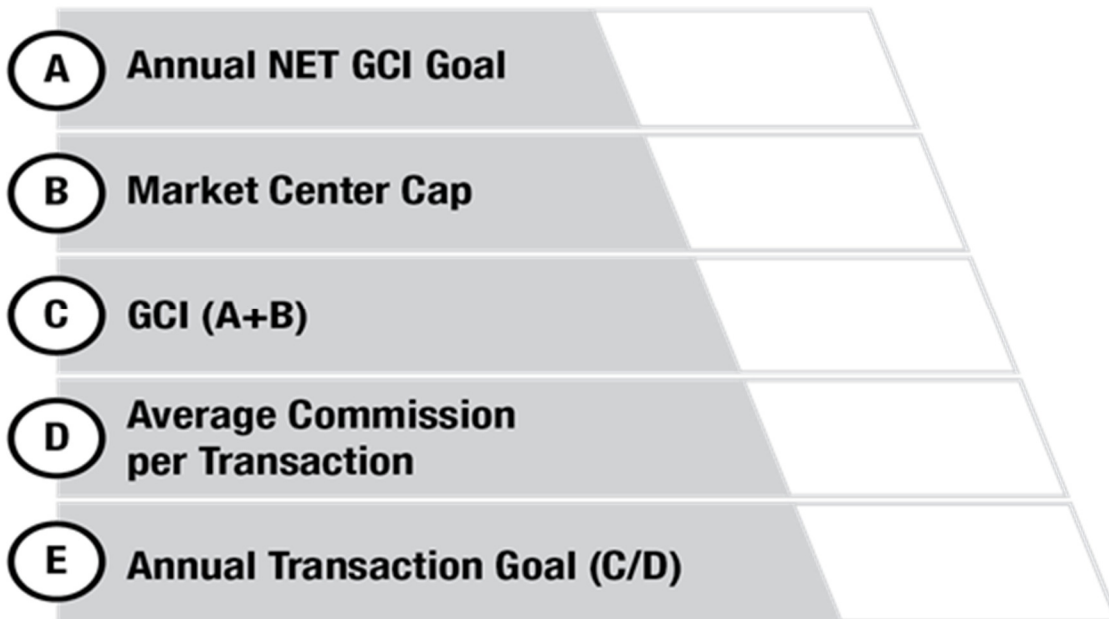 A Annual NET GCI Goal
B Market Center Cap
C GCI (A+B)
D Average Commission
per Transaction
E Annual Transaction Goal (C/D)